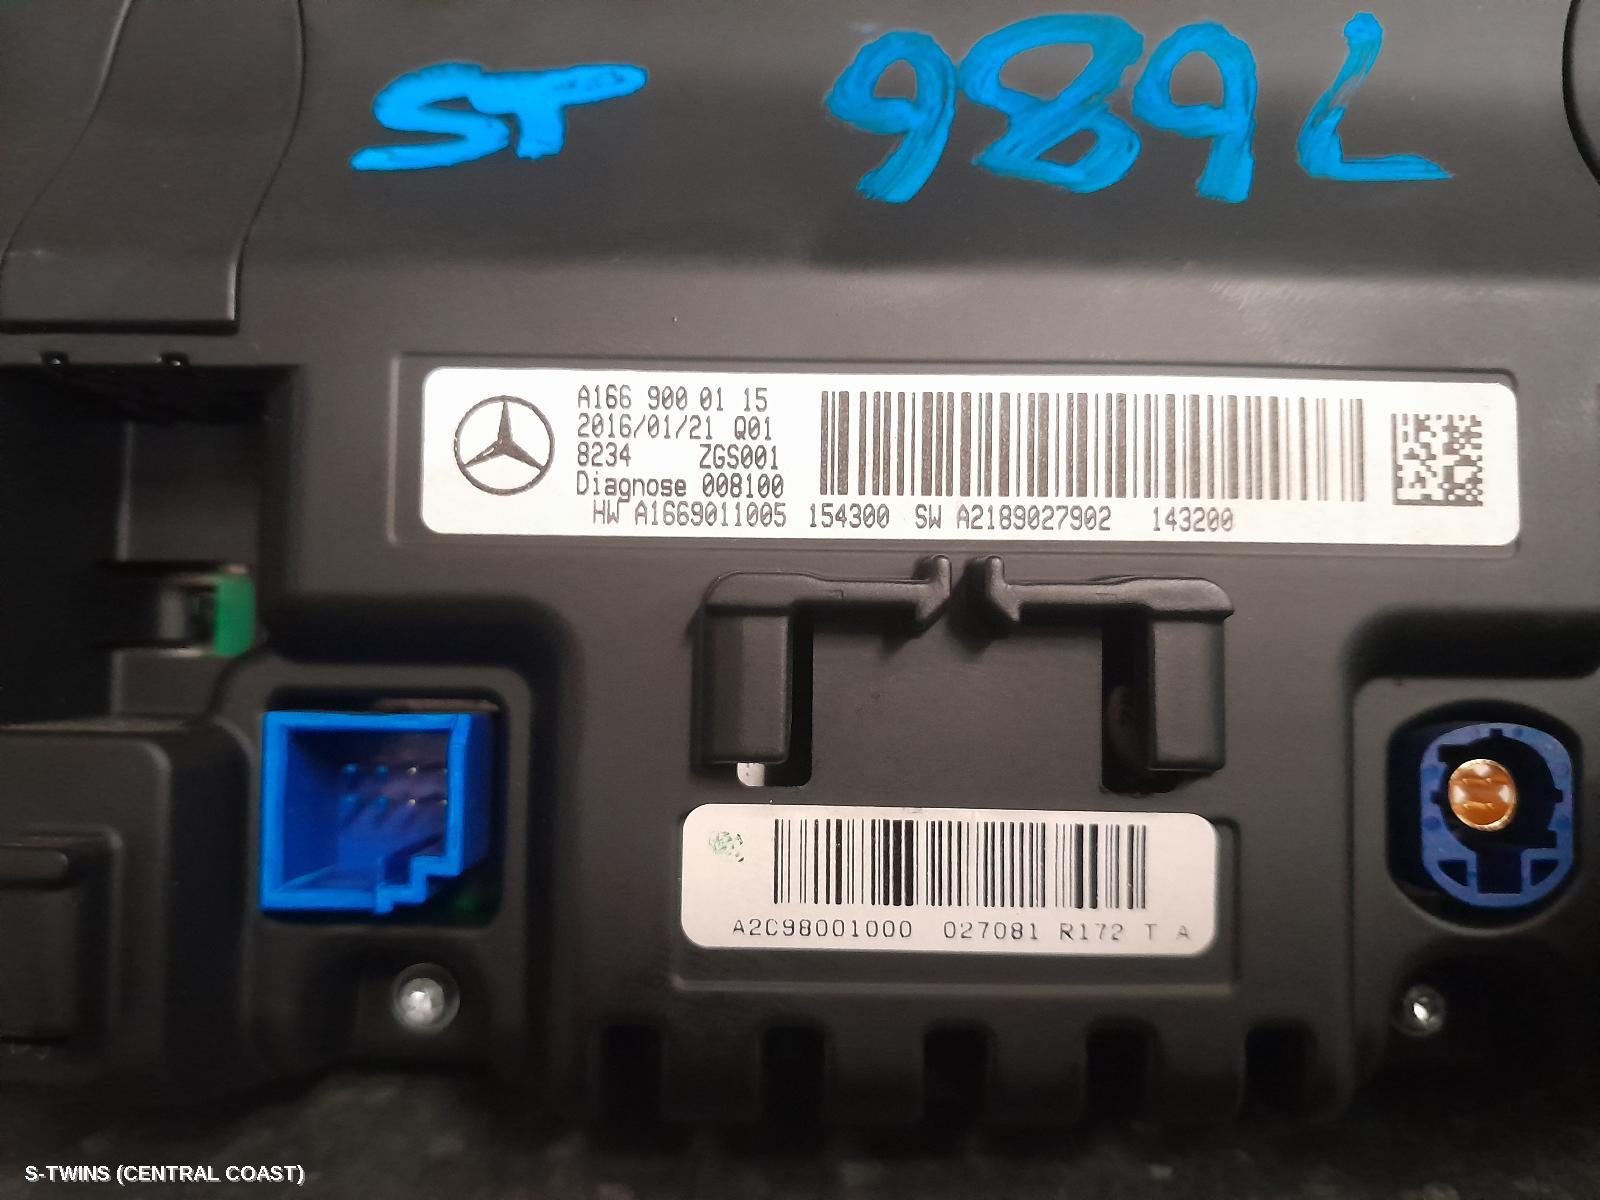 ST 989L
A166 900 01 15
2016/01/21 Q01
8234 ZGS001
Diagnose 008100
HW A1669011005 154300 SW A2189027902 143200
A2C98001000 027081 R172 T A
S-TWINS (CENTRAL COAST)